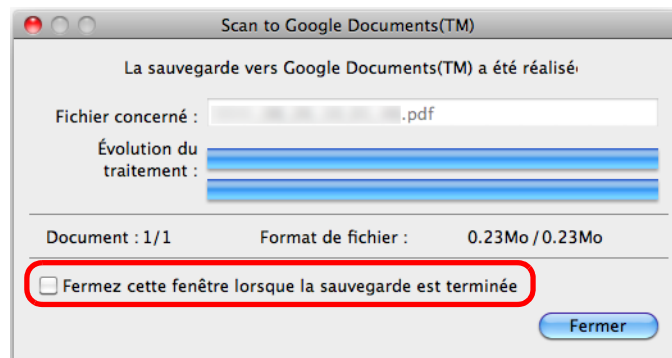 Scan to Google Documents(TM)
La sauvegarde vers Google Documents(TM) a été réalisé
Fichier concerné : .pdf
Évolution du
traitement :
Document : 1/1 Format de fichier : 0.23Mo / 0.23Mo
Fermez cette fenêtre lorsque la sauvegarde est terminée
Fermer